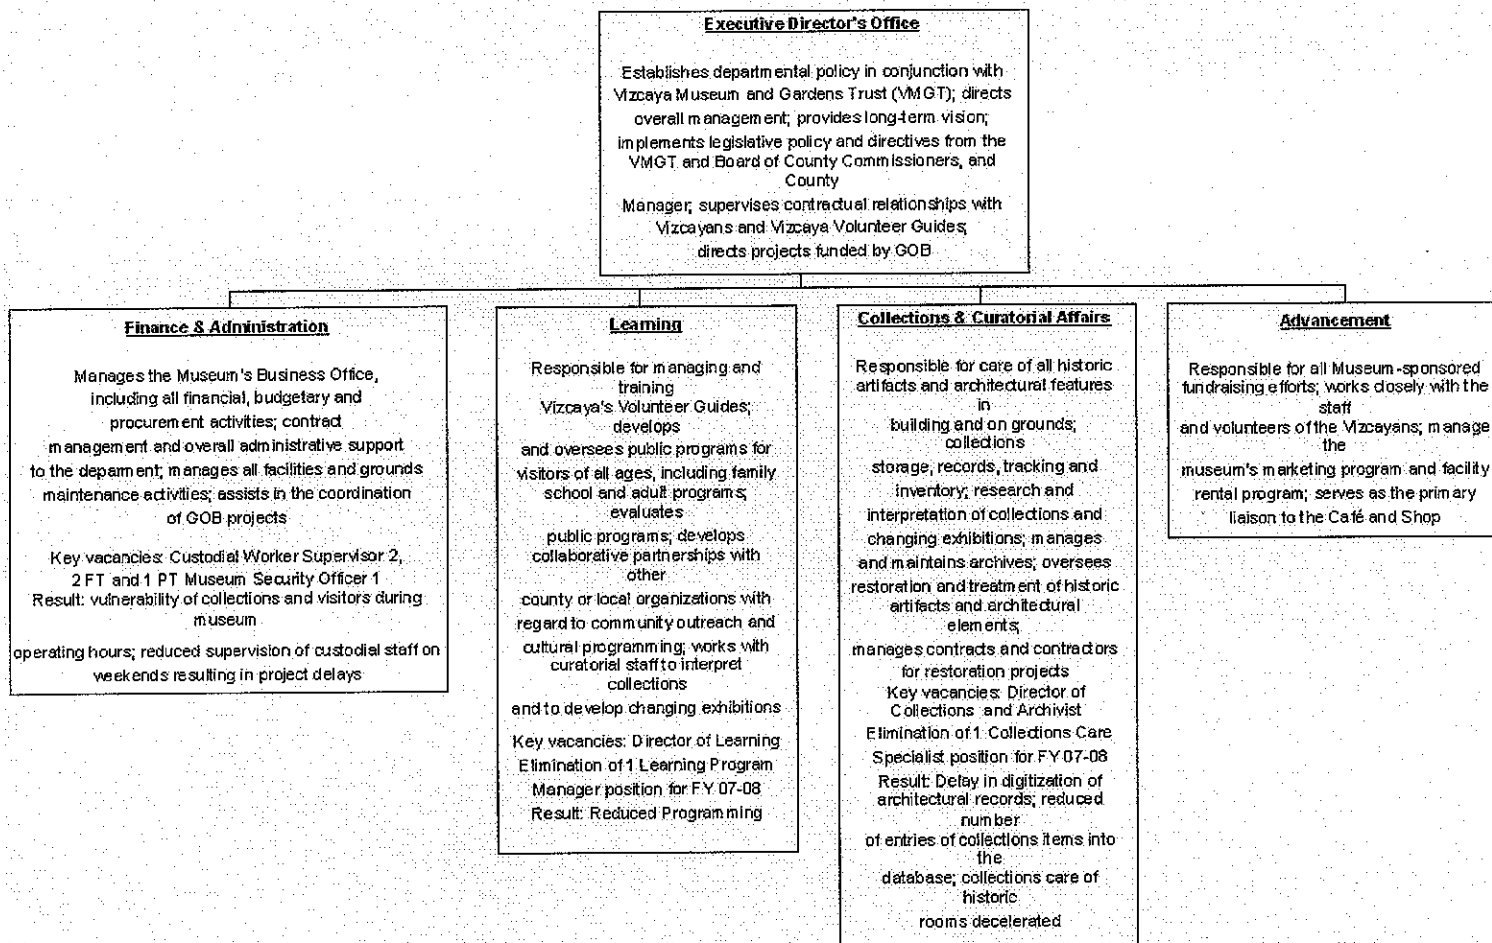 Executive Director's Office
Establishes departmental policy in conjunction with
Vizcaya Museum and Gardens Trust (VMGT); directs
overall management; provides long-term vision;
implements legislative policy and directives from the
VMGT and Board of County Commissioners, and
County
Manager; supervises contractual relationships with
Vizcayans and Vizcaya Volunteer Guides;
directs projects funded by GOB
Finance & Administration
Manages the Museum's Business Office,
including all financial, budgetary and
procurement activities; contract
management and overall administrative support
to the deparment; manages all facilities and grounds
maintenance activities; assists in the coordination
of GOB projects
Key vacancies: Custodial Worker Supervisor 2,
2 FT and 1 PT Museum Security Officer 1
Result: vulnerability of collections and visitors during
museum
operating hours; reduced supervision of custodial staff on
weekends resulting in project delays
Learning
Responsible for managing and
training
Vizcaya's Volunteer Guides;
develops
and oversees public programs for
visitors of all ages, including family
school and adult programs;
evaluates
public programs; develops
collaborative partnerships with
other
county or local organizations with
regard to community outreach and
cultural programming; works with
curatorial staff to interpret
collections
and to develop changing exhibitions
Key vacancies: Director of Learning
Elimination of 1 Learning Program
Manager position for FY 07-08
Result: Reduced Programming
Collections & Curatorial Affairs
Responsible for care of all historic
artifacts and architectural features
in
building and on grounds;
collections
storage, records, tracking and
inventory; research and
interpretation of collections and
changing exhibitions; manages
and maintains archives; oversees
restoration and treatment of historic
artifacts and architectural
elements;
manages contracts and contractors
for restoration projects
Key vacancies: Director of
Collections and Archivist
Elimination of 1 Collections Care
Specialist position for FY 07-08
Result: Delay in digitization of
architectural records; reduced
number
of entries of collections items into
the
database; collections care of
historic
rooms decelerated
Advancement
Responsible for all Museum-sponsored
fundraising efforts; works closely with the
staff
and volunteers of the Vizcayans; manage
the
museum's marketing program and facility
rental program; serves as the primary
liaison to the Café and Shop